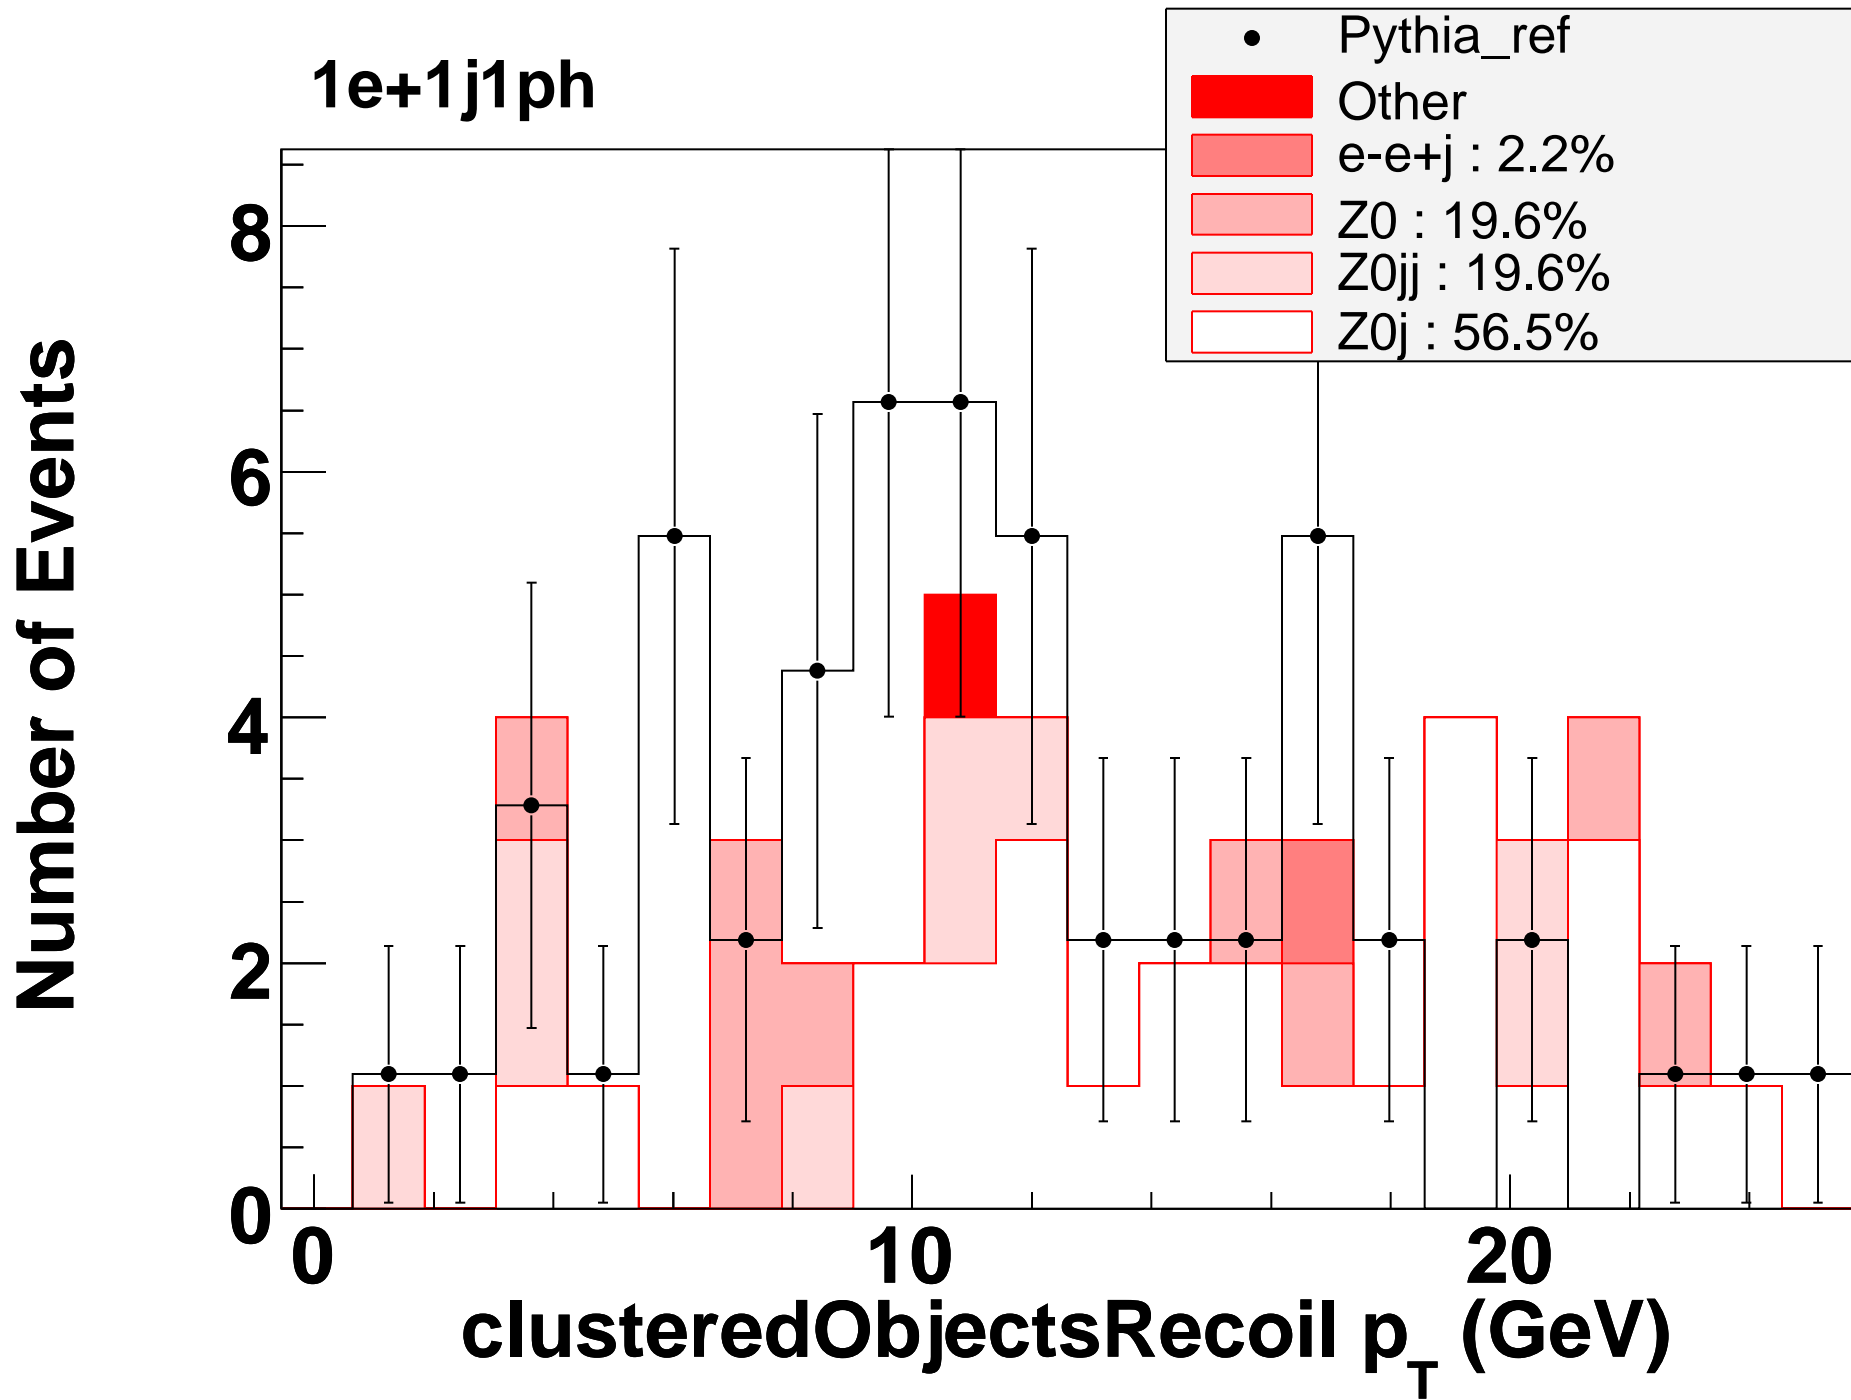 1e+1j1ph
Pythia_ref
Other
e-e+j : 2.2%
Z0 : 19.6%
Z0jj : 19.6%
Z0j : 56.5%
Number of Events
8
6
4
2
0
0 10 20
clusteredObjectsRecoil p_T (GeV)